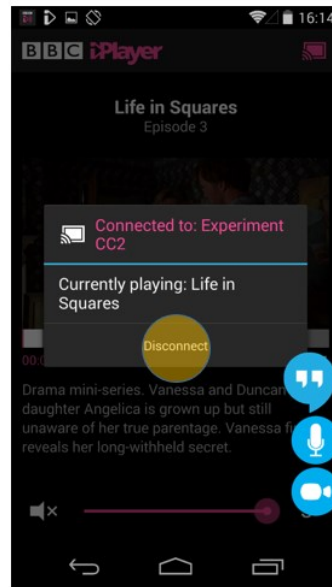 16:14
BBC iPlayer
Life in Squares
Episode 3
Connected to: Experiment
CC2
Currently playing: Life in
Squares
Disconnect
Drama mini-series. Vanessa and Duncan
daughter Angelica is grown up but still
unaware of her true parentage. Vanessa
reveals her long-withheld secret.